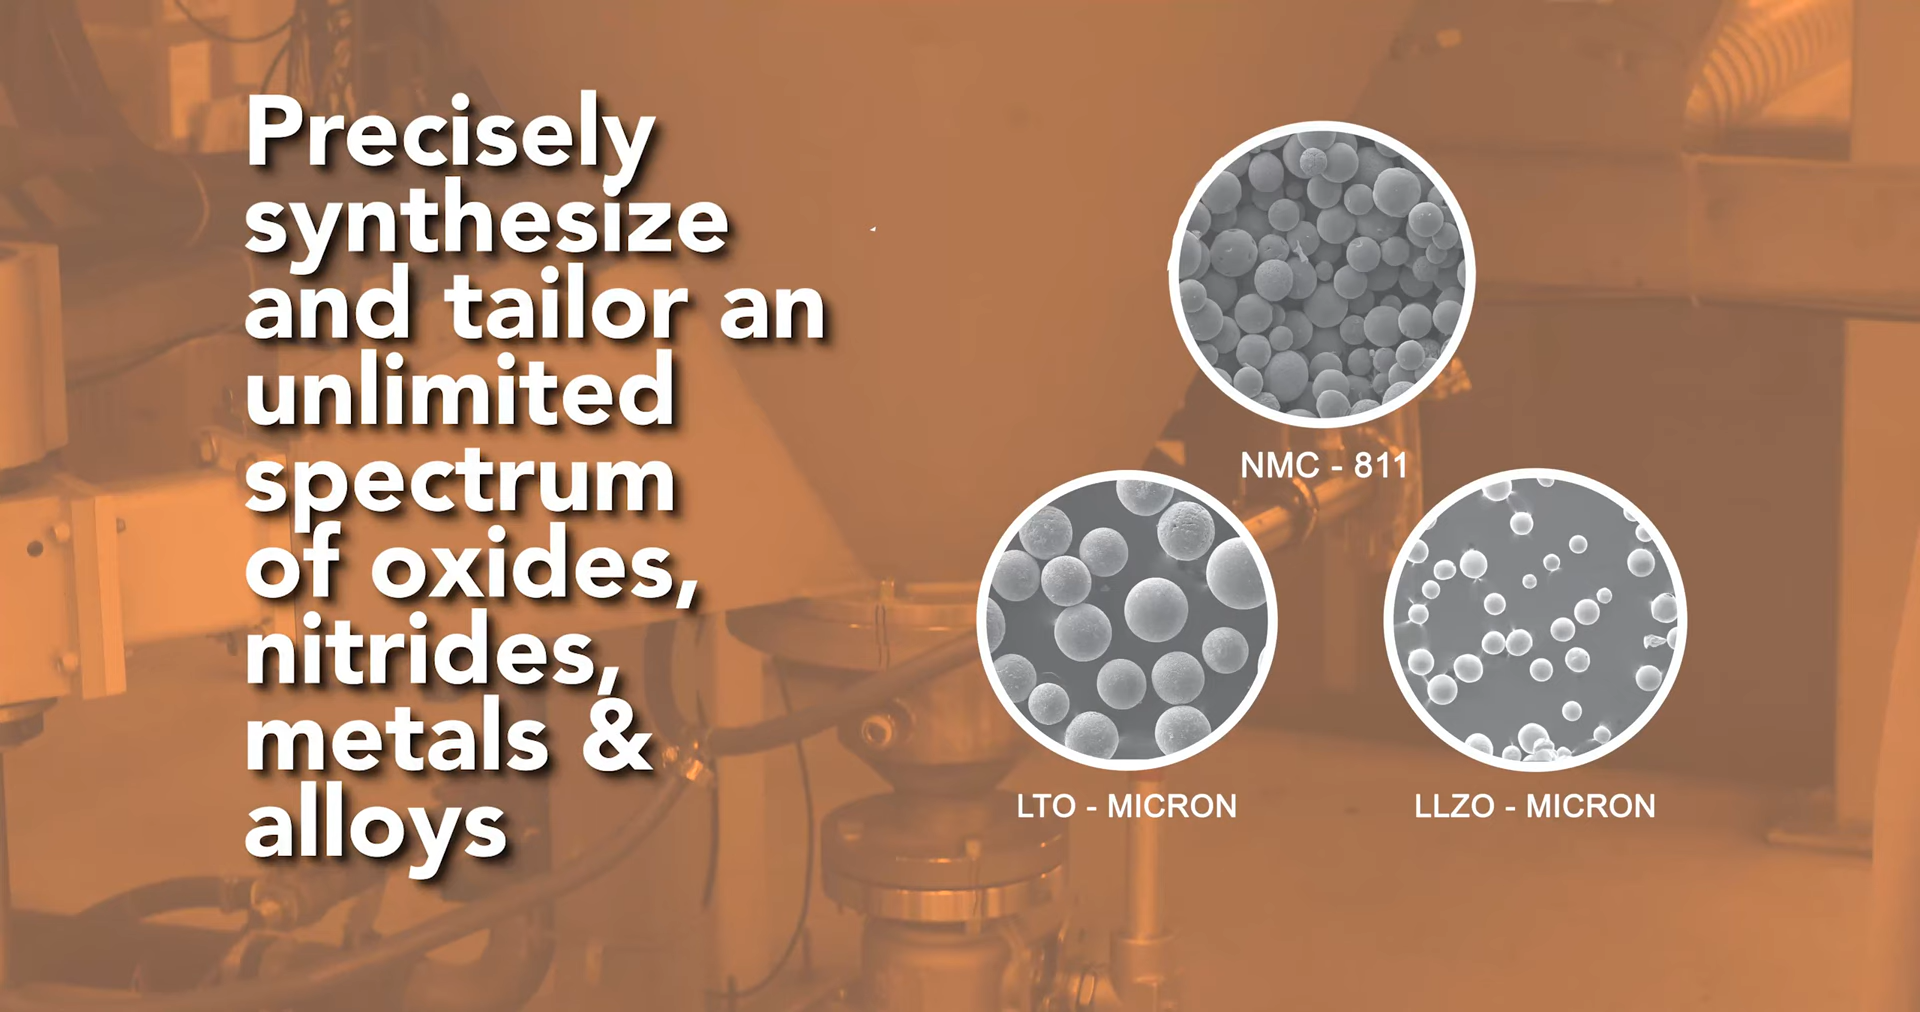 Precisely
synthesize
and tailor an
unlimited
spectrum
of oxides,
nitrides,
metals &
alloys
NMC - 811
LTO - MICRON
LLZO - MICRON